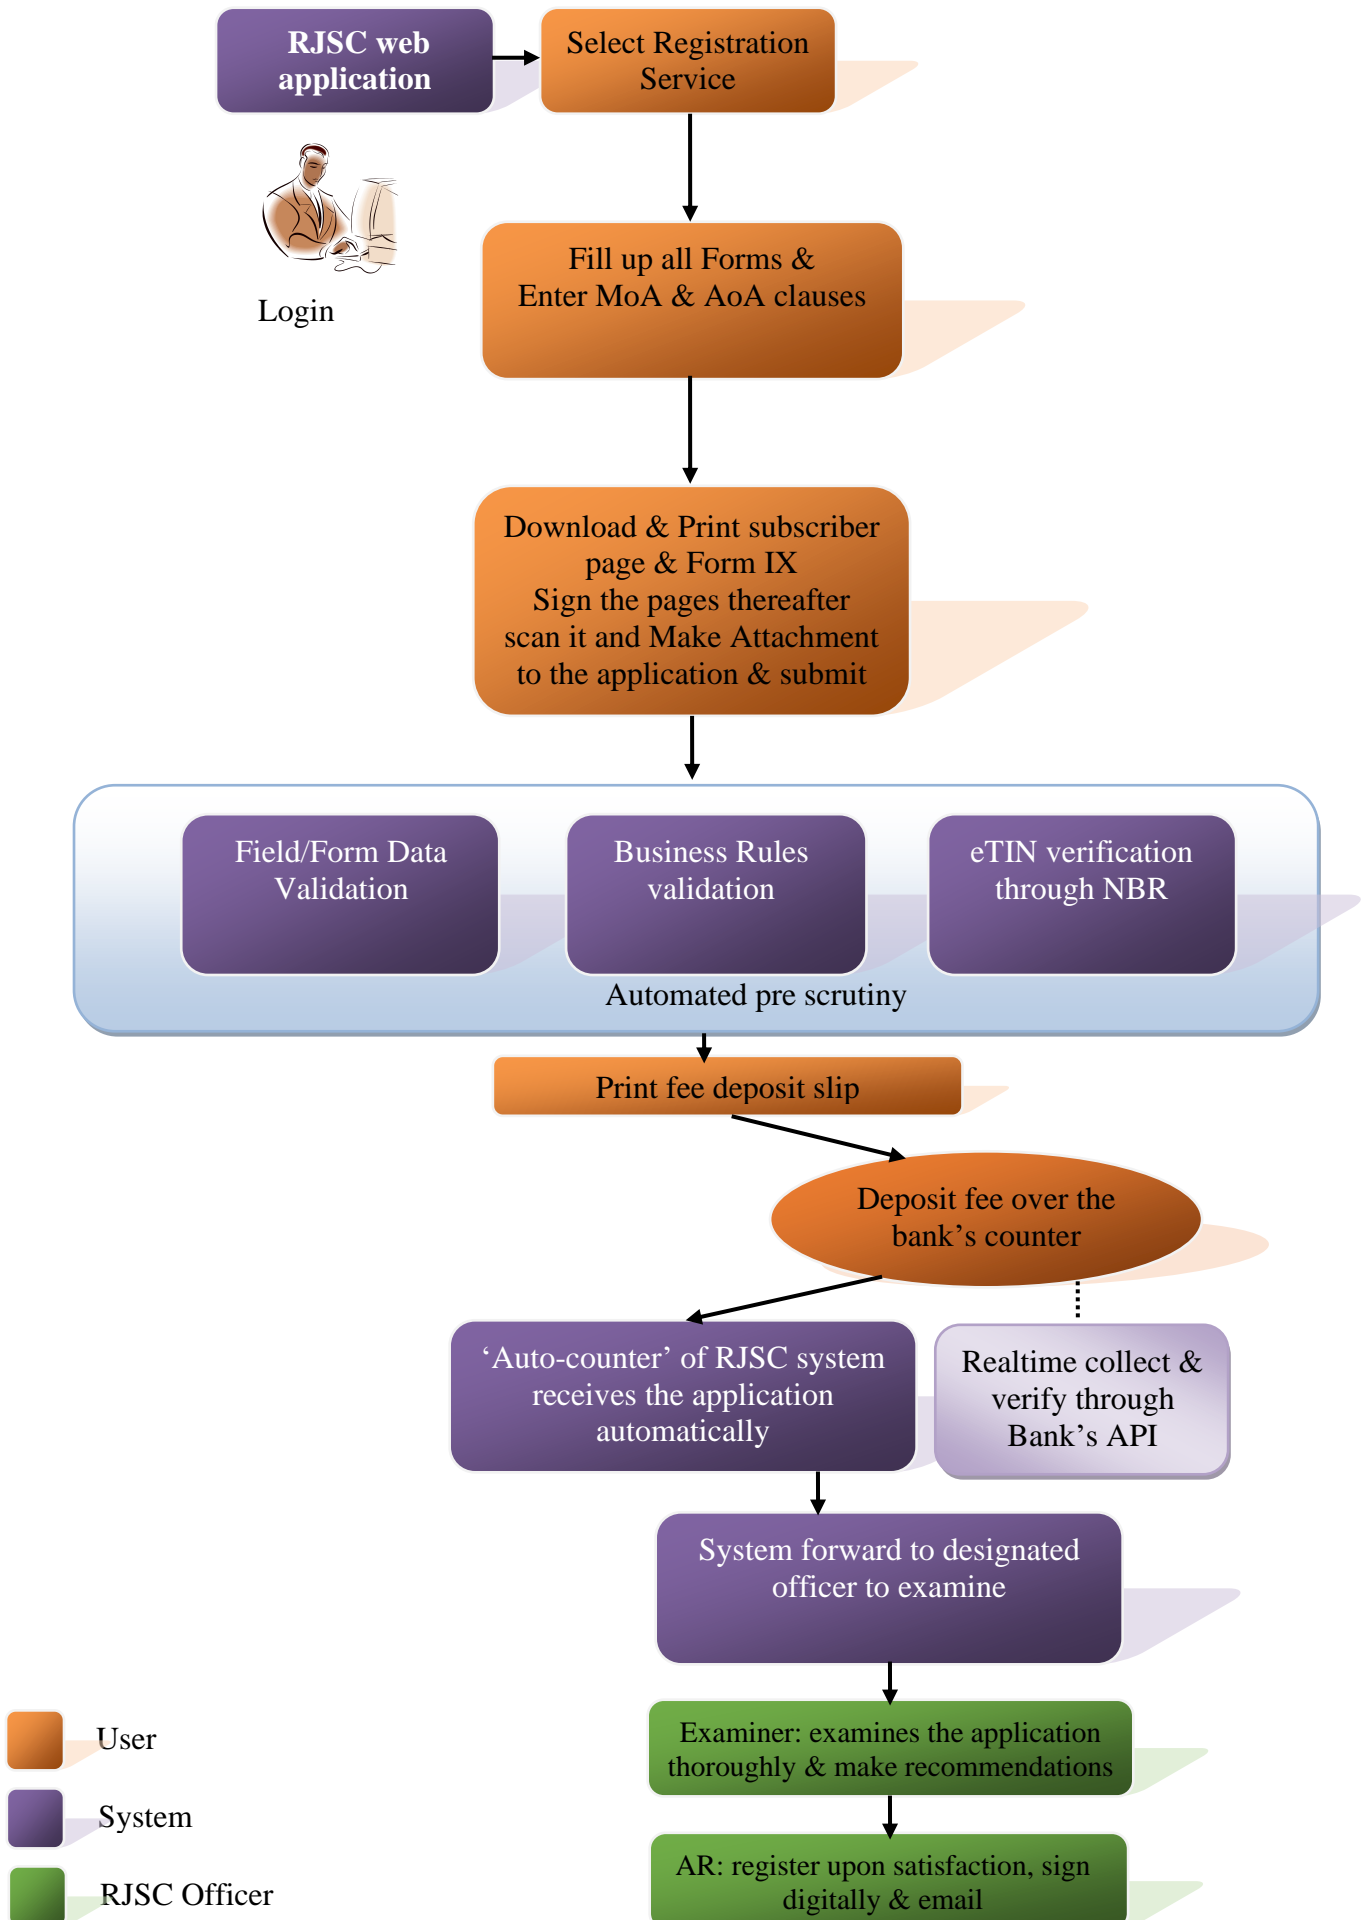 RJSC web
application
Select Registration
Service
Login
Fill up all Forms &
Enter MoA & AoA clauses
Download & Print subscriber
page & Form IX
Sign the pages thereafter
scan it and Make Attachment
to the application & submit
Field/Form Data
Validation
Business Rules
validation
eTIN verification
through NBR
Automated pre scrutiny
Print fee deposit slip
Deposit fee over the
bank’s counter
‘Auto-counter’ of RJSC system
receives the application
automatically
Realtime collect &
verify through
Bank’s API
System forward to designated
officer to examine
Examiner: examines the application
thoroughly & make recommendations
AR: register upon satisfaction, sign
digitally & email
User
System
RJSC Officer